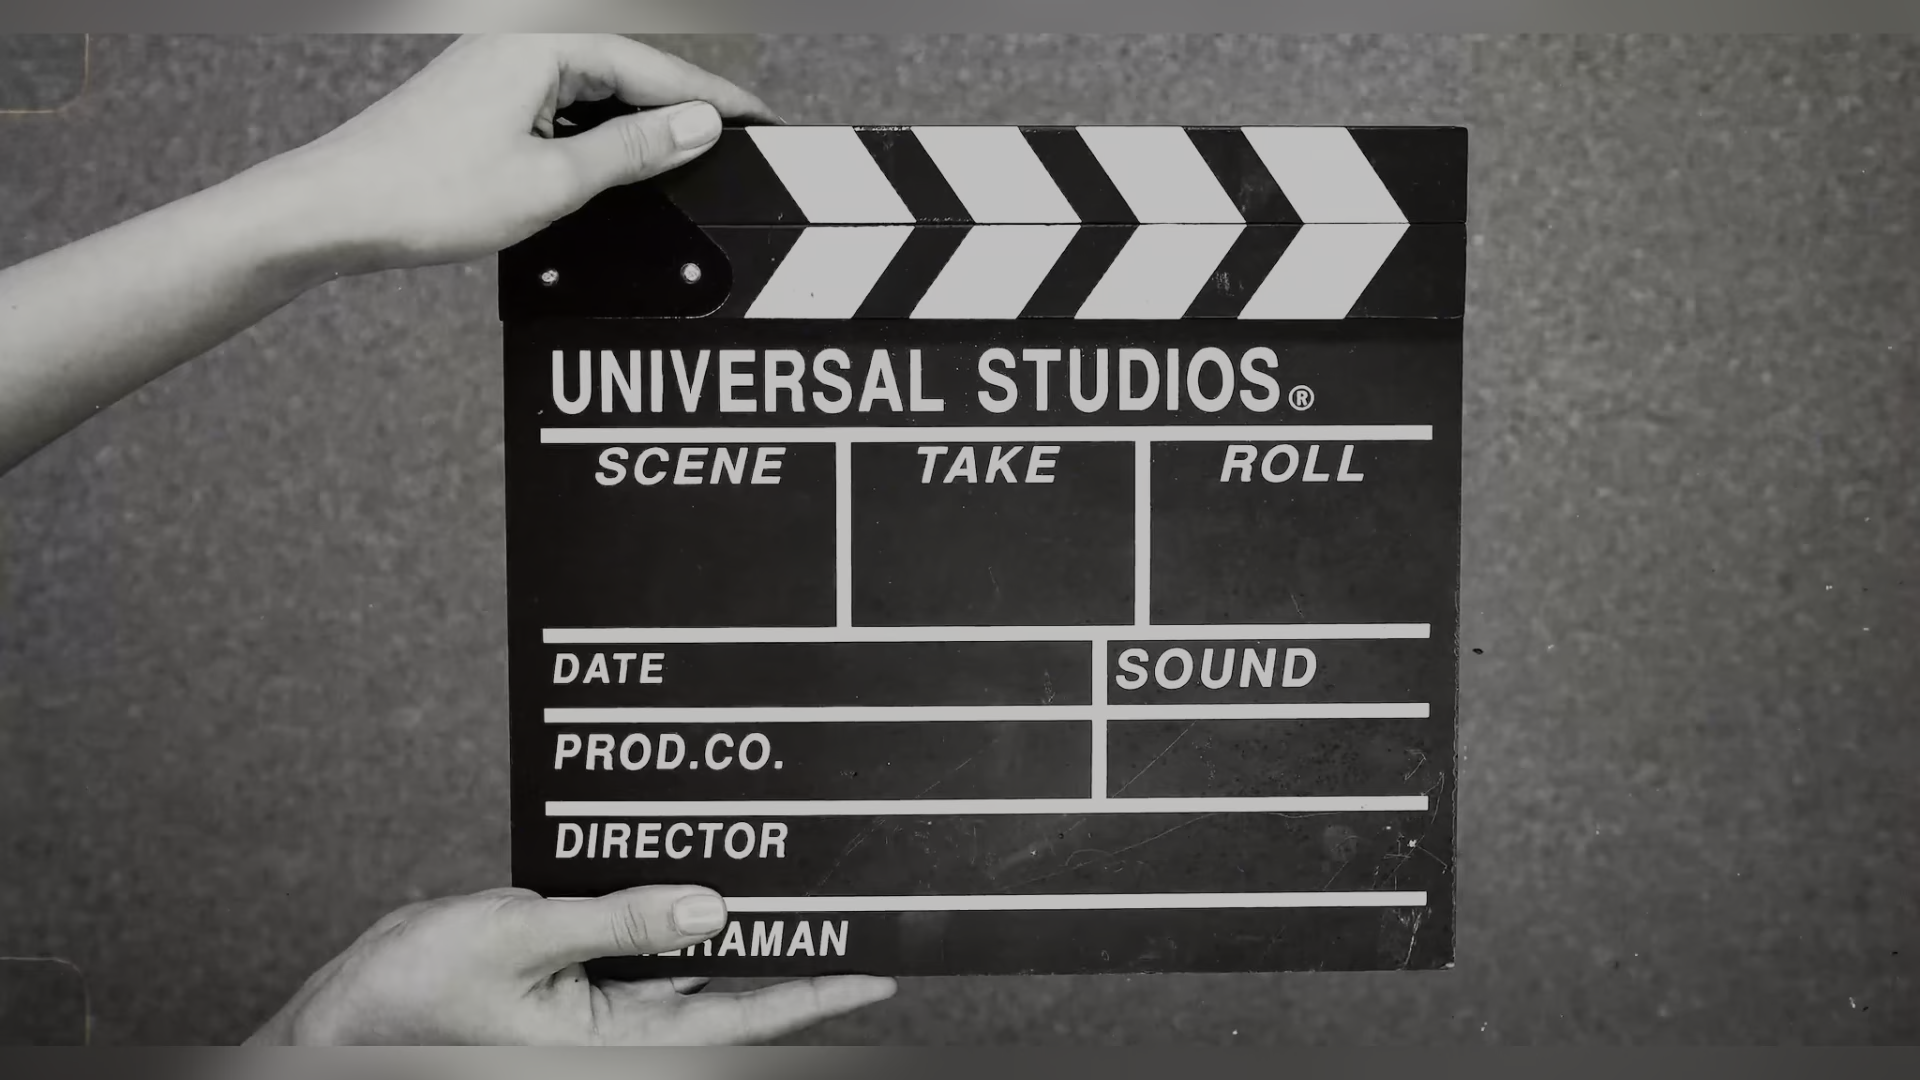 UNIVERSAL STUDIOS®
SCENE TAKE ROLL
DATE SOUND
PROD.CO.
DIRECTOR